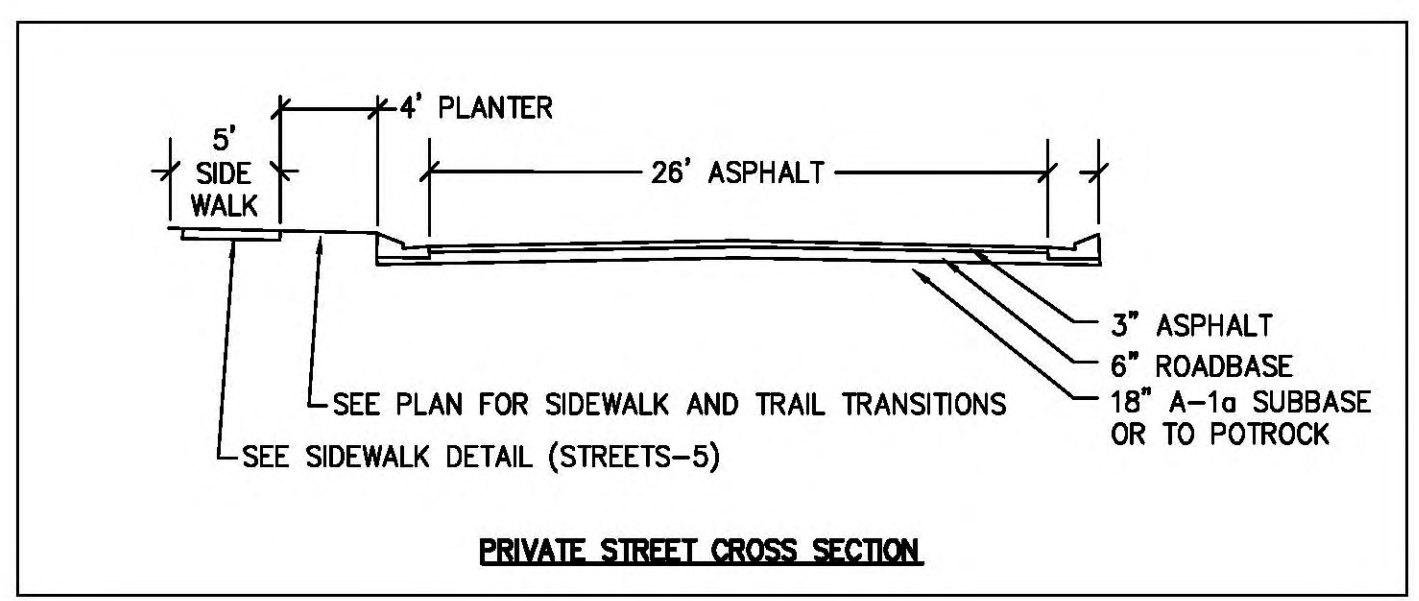 4' PLANTER
5'
SIDE
WALK
26' ASPHALT
3" ASPHALT
6" ROADBASE
18" A-1a SUBBASE
OR TO POTROCK
SEE PLAN FOR SIDEWALK AND TRAIL TRANSITIONS
SEE SIDEWALK DETAIL (STREETS-5)
PRIVATE STREET CROSS SECTION